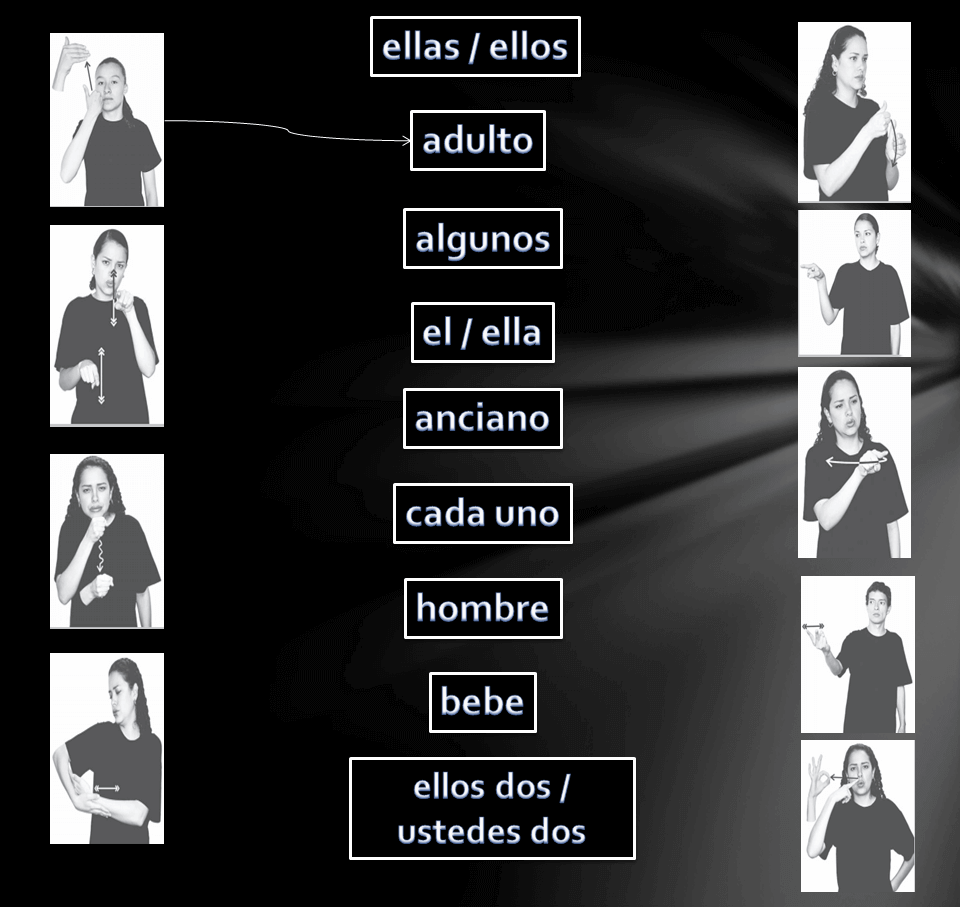 ellas / ellos
adulto
algunos
el / ella
anciano
cada uno
hombre
bebe
ellos dos /
ustedes dos